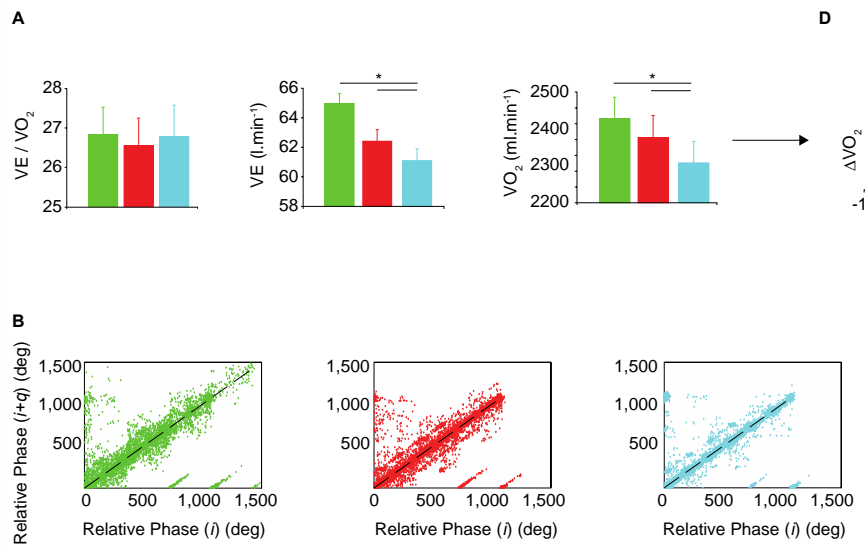 A
D
28
27
26
25
VE / VO2
66
64
62
60
58
VE (l.min-1)
*
2500
2400
2300
2200
VO2 (ml.min-1)
*
ΔVO2
-1
B
1,500
1,000
500
Relative Phase (i+q) (deg)
0 500 1,000 1,500
Relative Phase (i) (deg)
1,500
1,000
500
0 500 1,000 1,500
Relative Phase (i) (deg)
1,500
1,000
500
0 500 1,000 1,500
Relative Phase (i) (deg)